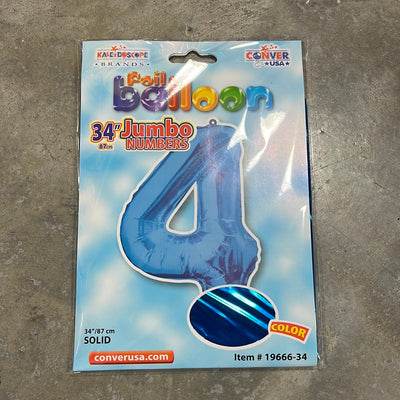 KALEIDOSCOPE
BRANDS
CONVER
USA
foil
balloon
34" Jumbo
87cm NUMBERS
4
COLOR
34"/87 cm
SOLID
converusa.com
Item # 19666-34